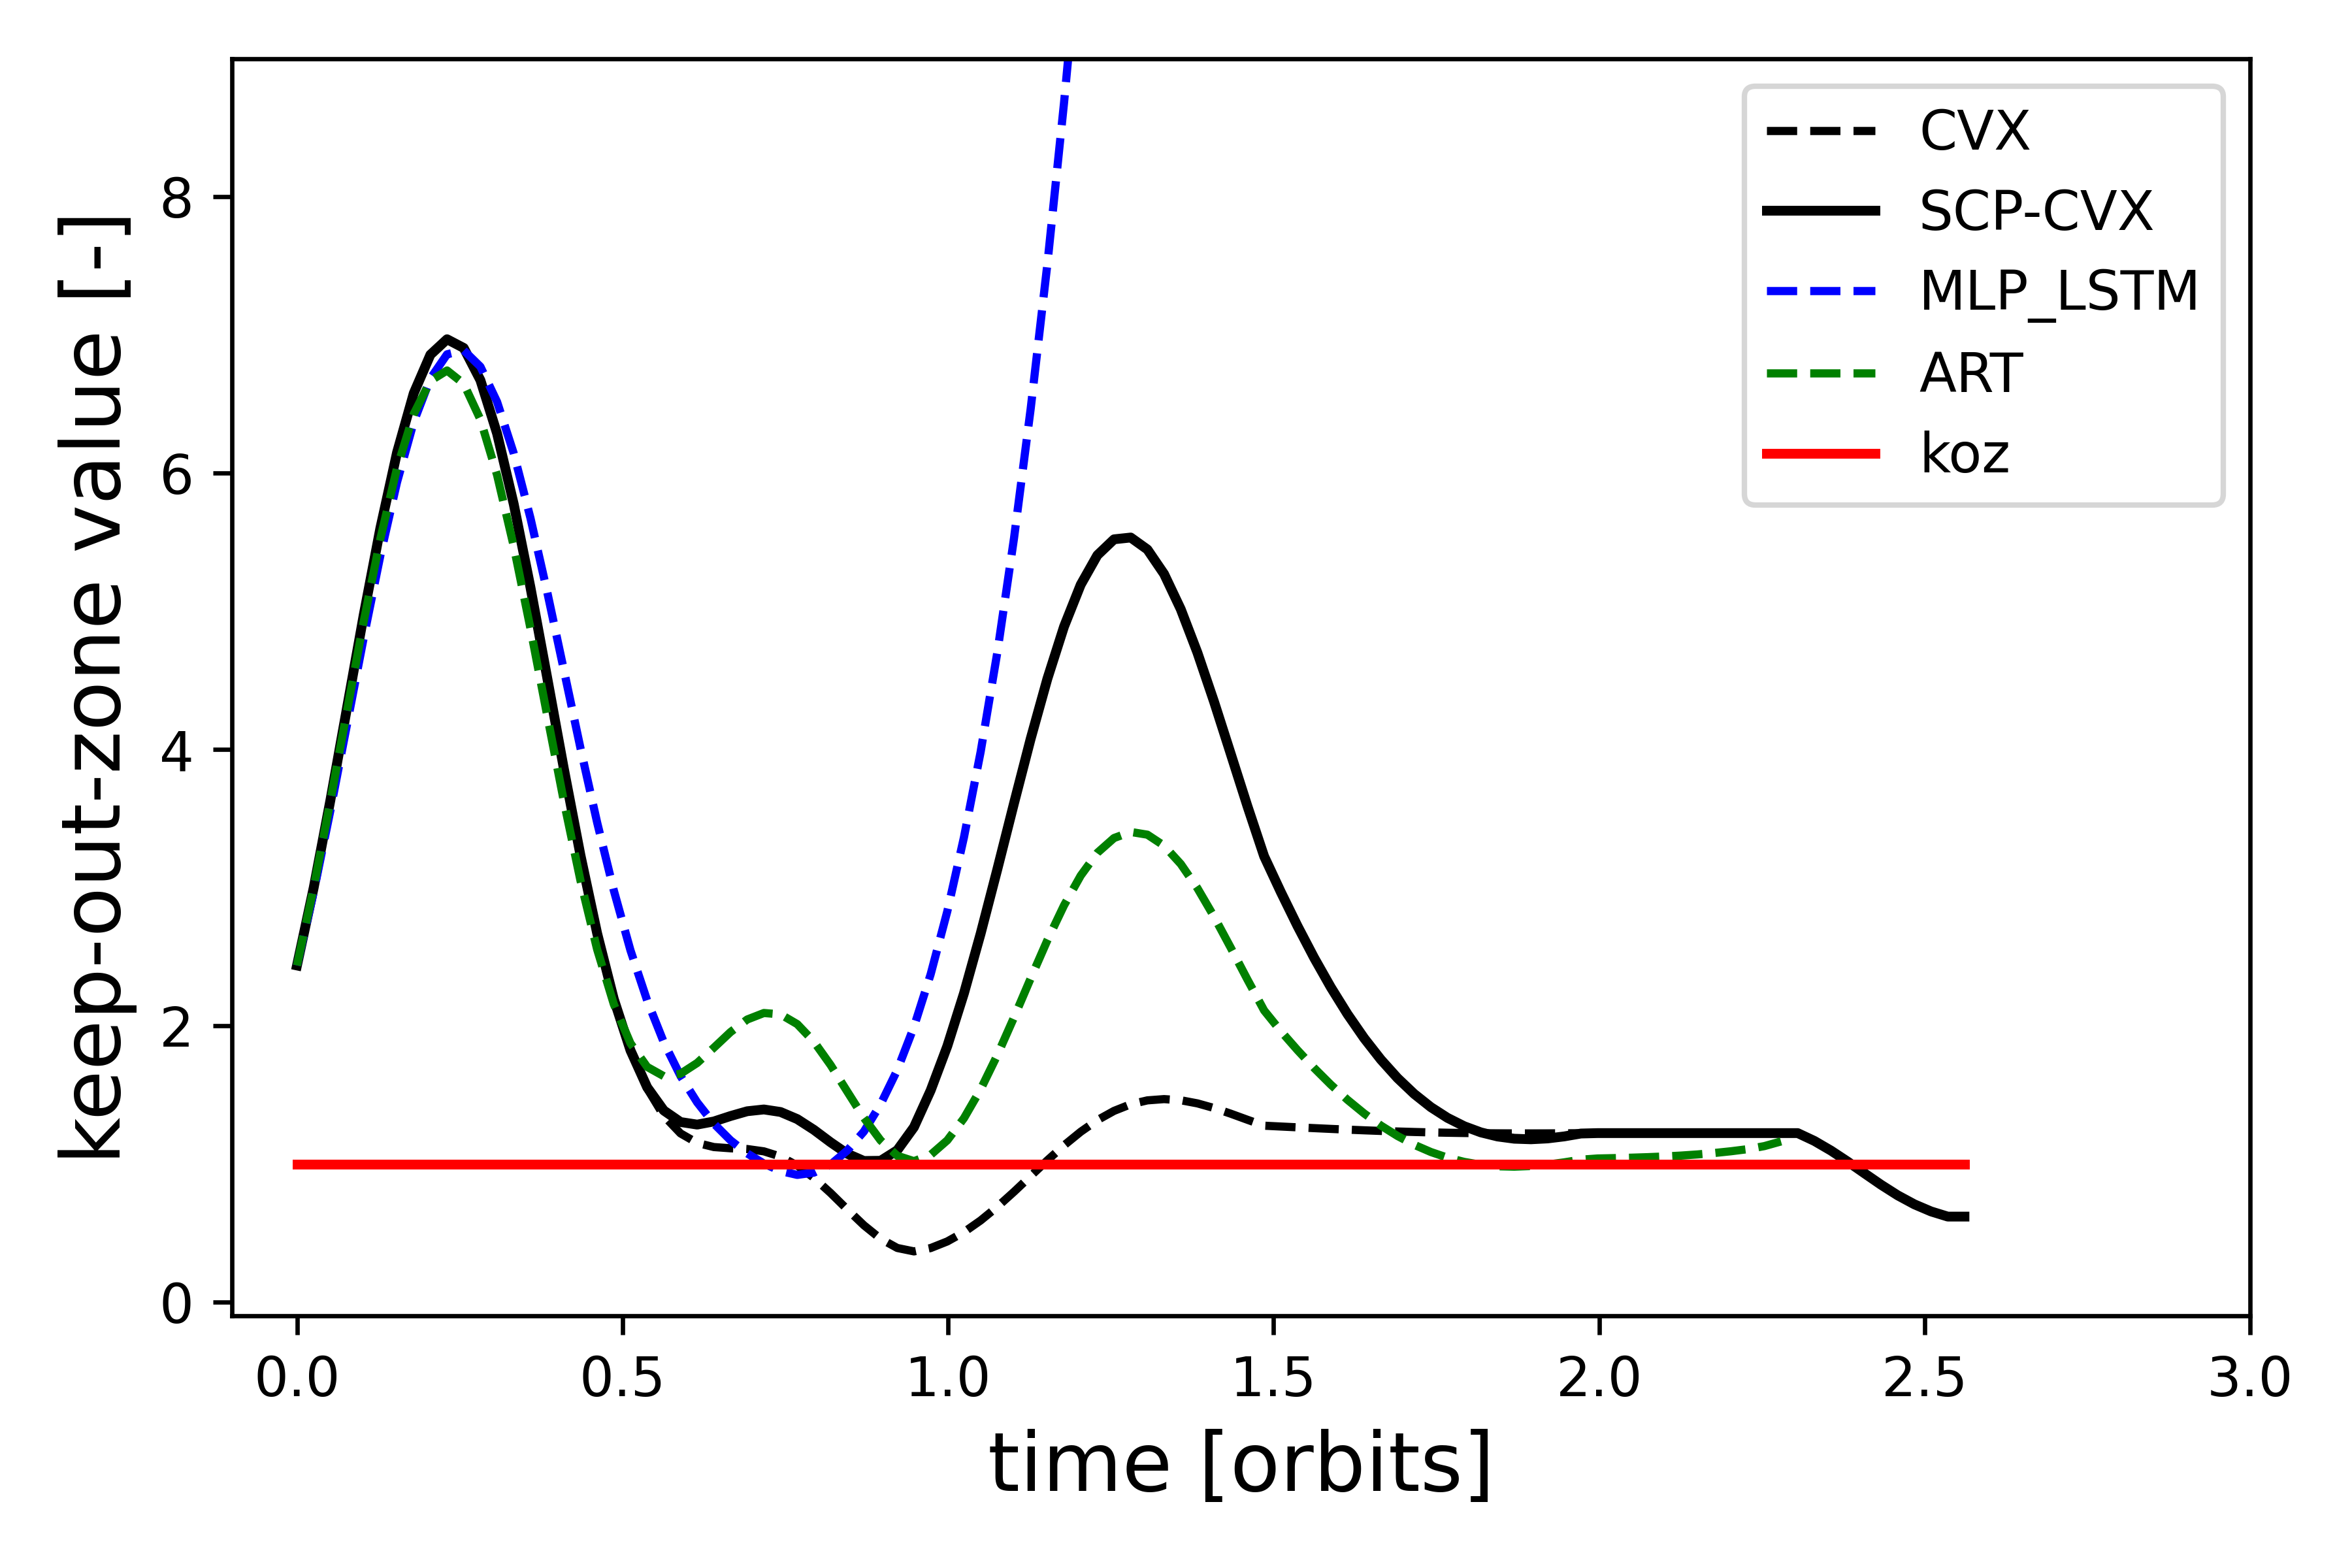 keep-out-zone value [-]
8
6
4
2
0
0.0 0.5 1.0 1.5 2.0 2.5 3.0
time [orbits]
CVX
SCP-CVX
MLP_LSTM
ART
koz